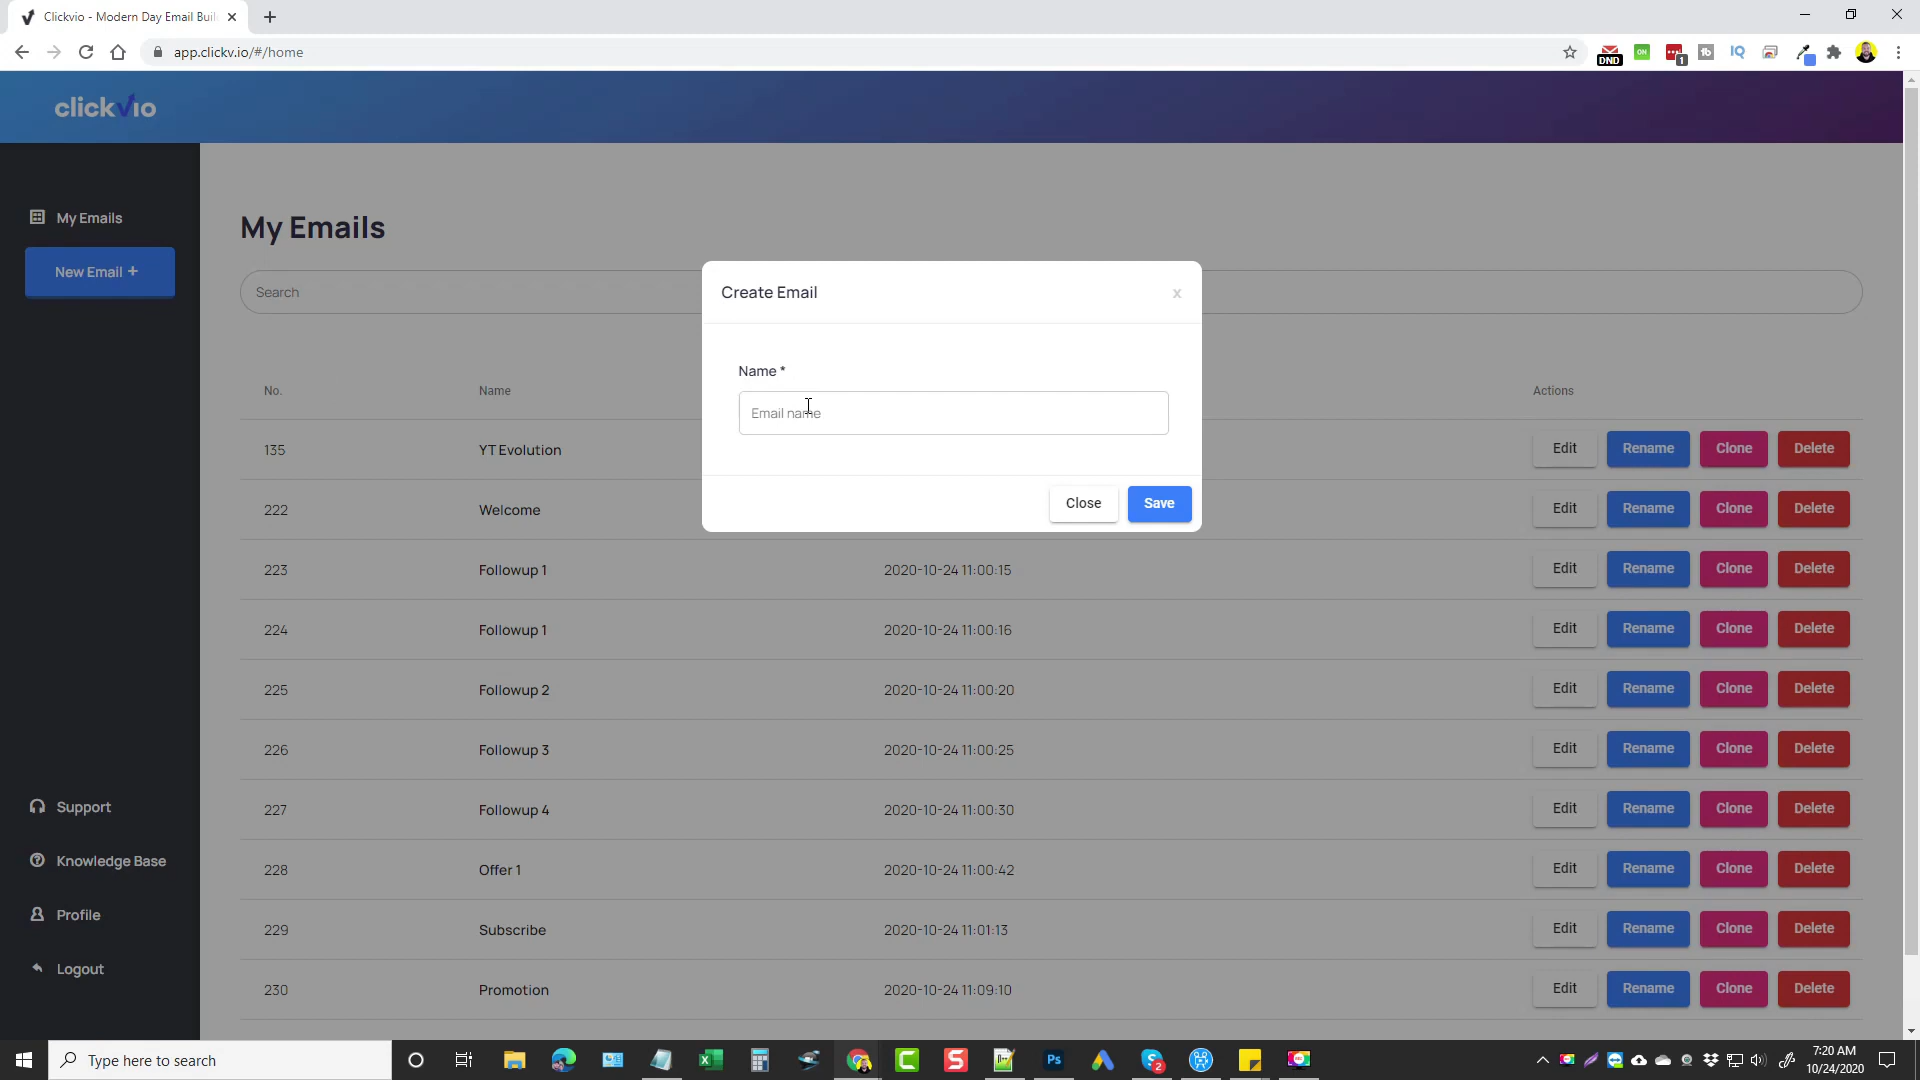 Clickvio - Modern Day Email Buil
app.clickv.io/#/home
DND
ON
1
tb
IQ
clickvio
My Emails
New Email +
Support
Knowledge Base
Profile
Logout
My Emails
Search
No. Name Actions
135 YT Evolution Edit Rename Clone Delete
222 Welcome Edit Rename Clone Delete
223 Followup 1 2020-10-24 11:00:15 Edit Rename Clone Delete
224 Followup 1 2020-10-24 11:00:16 Edit Rename Clone Delete
225 Followup 2 2020-10-24 11:00:20 Edit Rename Clone Delete
226 Followup 3 2020-10-24 11:00:25 Edit Rename Clone Delete
227 Followup 4 2020-10-24 11:00:30 Edit Rename Clone Delete
228 Offer 1 2020-10-24 11:00:42 Edit Rename Clone Delete
229 Subscribe 2020-10-24 11:01:13 Edit Rename Clone Delete
230 Promotion 2020-10-24 11:09:10 Edit Rename Clone Delete
Create Email x
Name *
Email name
Close Save
Type here to search
Ps
2
7:20 AM
10/24/2020